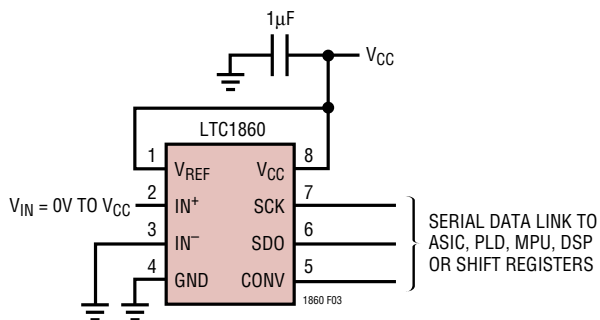 1µF
V_CC
LTC1860
1 V_REF V_CC 8
V_IN = 0V TO V_CC
2 IN⁺ SCK 7
3 IN⁻ SDO 6
4 GND CONV 5
SERIAL DATA LINK TO
ASIC, PLD, MPU, DSP
OR SHIFT REGISTERS
1860 F03